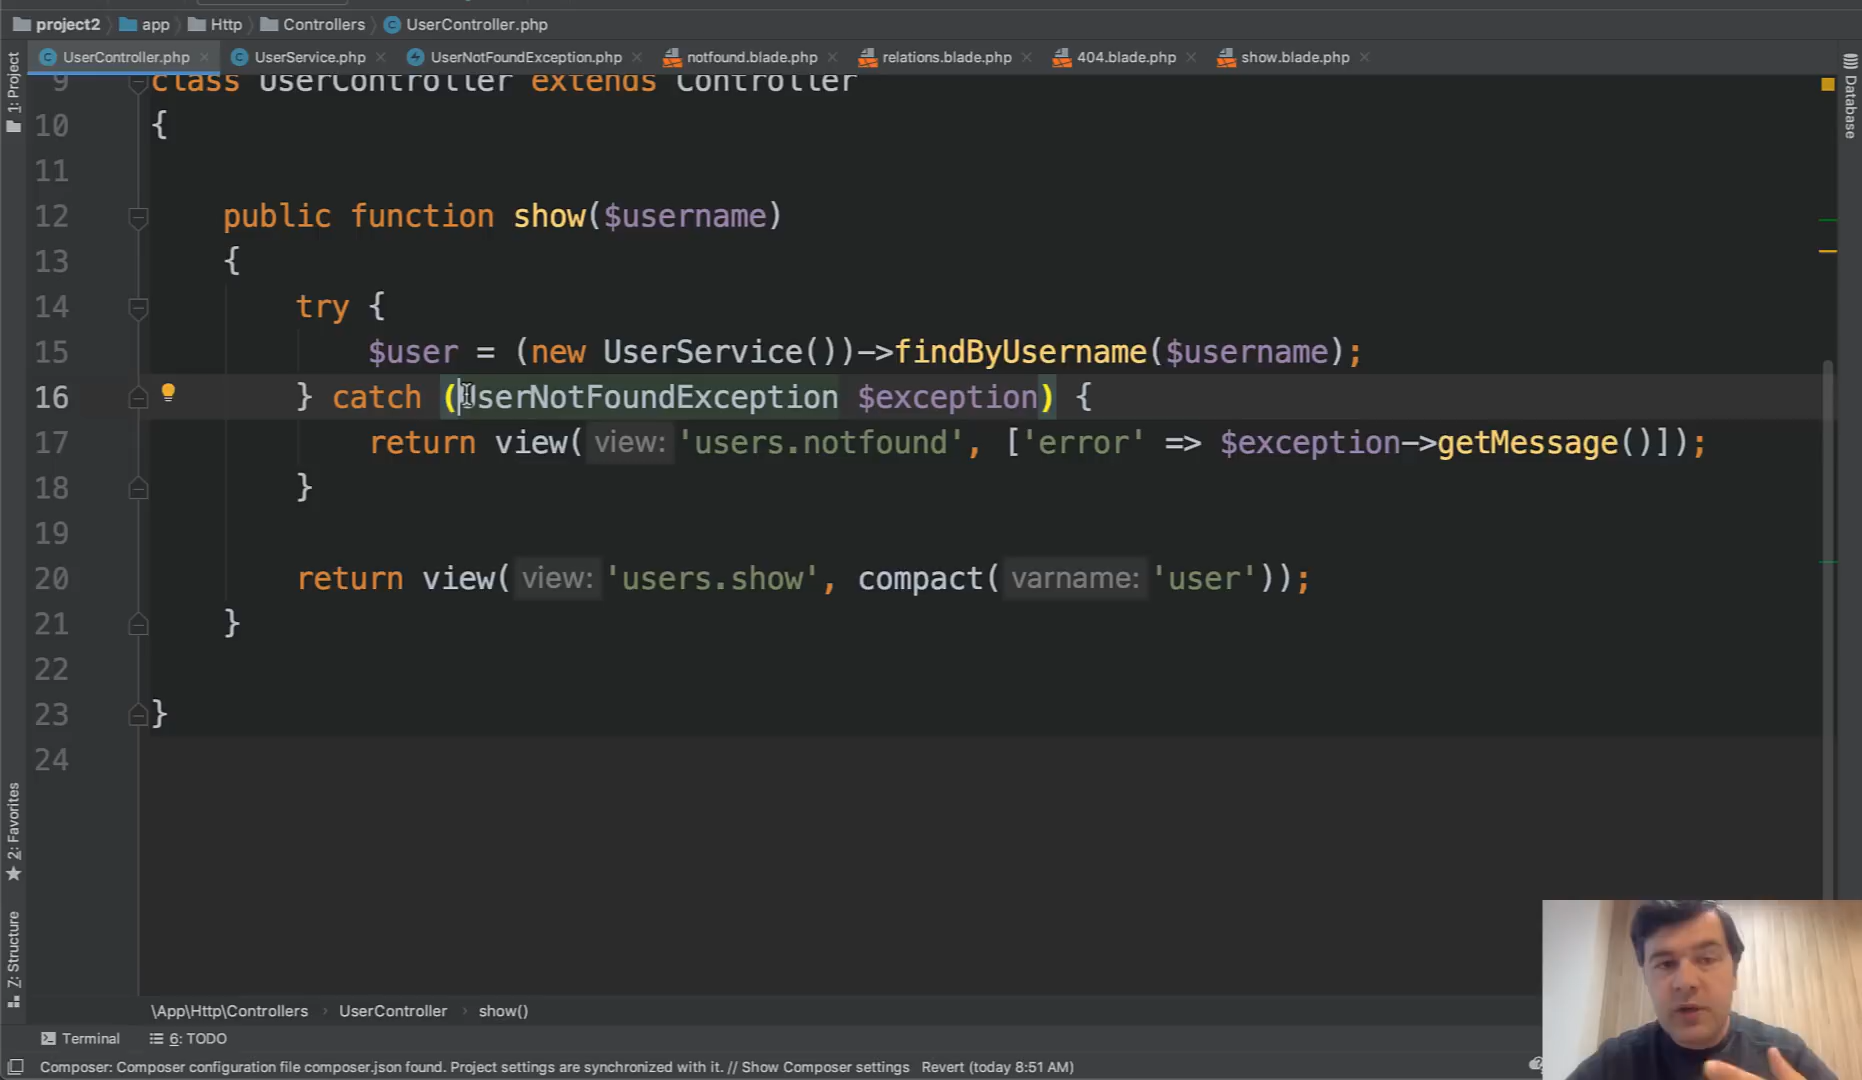 project2 › app › Http › Controllers › UserController.php
UserController.php UserService.php UserNotFoundException.php notfound.blade.php relations.blade.php 404.blade.php show.blade.php
1: Project
Database
9 class UserController extends Controller
10 {
11
12 public function show($username)
13 {
14 try {
15 $user = (new UserService())->findByUsername($username);
16 } catch (UserNotFoundException $exception) {
17 return view( view: 'users.notfound', ['error' => $exception->getMessage()]);
18 }
19
20 return view( view: 'users.show', compact( varname: 'user'));
21 }
22
23 }
24
2: Favorites
Z: Structure
\App\Http\Controllers › UserController › show()
Terminal 6: TODO
Composer: Composer configuration file composer.json found. Project settings are synchronized with it. // Show Composer settings Revert (today 8:51 AM)